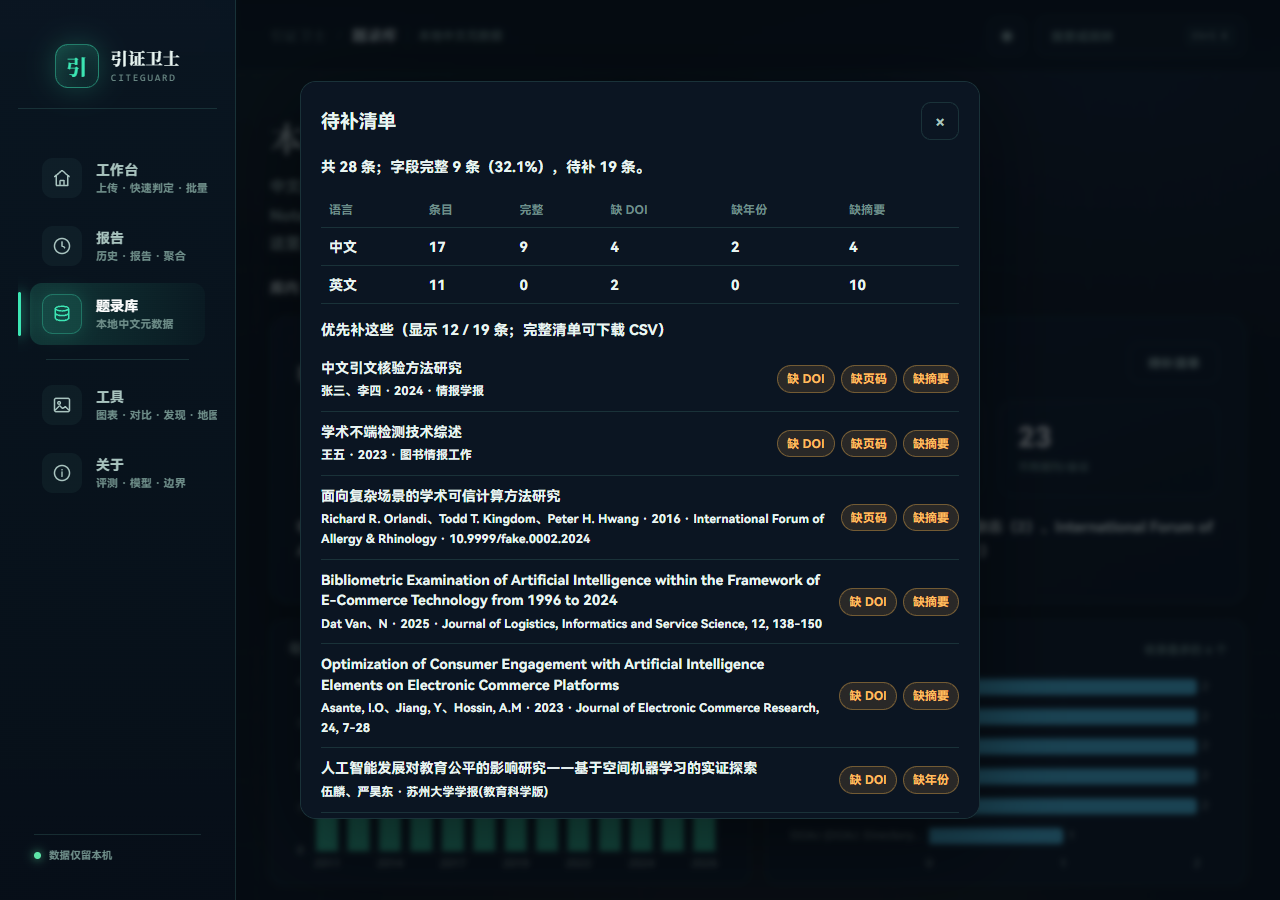 引
引证卫士
CITEGUARD
工作台
上传 · 快速判定 · 批量
报告
历史 · 报告 · 聚合
题录库
本地中文元数据
工具
图表 · 对比 · 发现 · 地图
关于
评测 · 模型 · 边界
数据仅留本机
待补清单
×
共 28 条；字段完整 9 条（32.1%），待补 19 条。
语言 条目 完整 缺 DOI 缺年份 缺摘要
中文 17 9 4 2 4
英文 11 0 2 0 10
优先补这些（显示 12 / 19 条；完整清单可下载 CSV）
中文引文核验方法研究
张三、李四 · 2024 · 情报学报
缺 DOI 缺页码 缺摘要
学术不端检测技术综述
王五 · 2023 · 图书情报工作
缺 DOI 缺页码 缺摘要
面向复杂场景的学术可信计算方法研究
Richard R. Orlandi、Todd T. Kingdom、Peter H. Hwang · 2016 · International Forum of
Allergy & Rhinology · 10.9999/fake.0002.2024
缺页码 缺摘要
Bibliometric Examination of Artificial Intelligence within the Framework of
E-Commerce Technology from 1996 to 2024
Dat Van、N · 2025 · Journal of Logistics, Informatics and Service Science, 12, 138-150
缺 DOI 缺摘要
Optimization of Consumer Engagement with Artificial Intelligence
Elements on Electronic Commerce Platforms
Asante, I.O、Jiang, Y、Hossin, A.M · 2023 · Journal of Electronic Commerce Research,
24, 7-28
缺 DOI 缺摘要
人工智能发展对教育公平的影响研究——基于空间机器学习的实证探索
伍麟、严昊东 · 苏州大学学报(教育科学版)
缺 DOI 缺年份
23
International Forum of